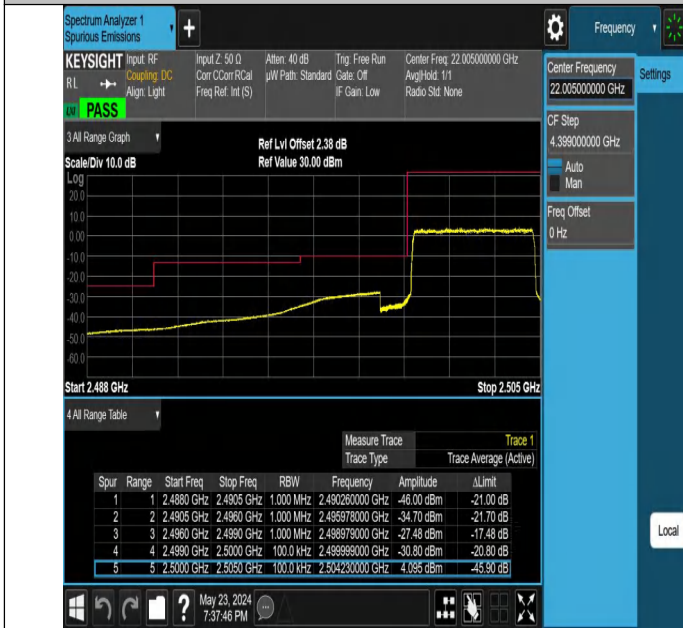 Spectrum Analyzer 1
Spurious Emissions
Frequency
KEYSIGHT
RL
Input: RF
Coupling: DC
Align: Light
Input Z: 50 Ω
Corr CCorr RCal
Freq Ref: Int (S)
Atten: 40 dB
µW Path: Standard
Trig: Free Run
Gate: Off
IF Gain: Low
Center Freq: 22.005000000 GHz
Avg|Hold: 1/1
Radio Std: None
PASS
3 All Range Graph
Scale/Div 10.0 dB
Ref Lvl Offset 2.38 dB
Ref Value 30.00 dBm
Log
20.0
10.0
0.00
-10.0
-20.0
-30.0
-40.0
-50.0
-60.0
Start 2.488 GHz
Stop 2.505 GHz
4 All Range Table
Measure Trace Trace 1
Trace Type Trace Average (Active)
Spur Range Start Freq Stop Freq RBW Frequency Amplitude ΔLimit
1 1 2.4880 GHz 2.4905 GHz 1.000 MHz 2.490260000 GHz -46.00 dBm -21.00 dB
2 2 2.4905 GHz 2.4960 GHz 1.000 MHz 2.495978000 GHz -34.70 dBm -21.70 dB
3 3 2.4960 GHz 2.4990 GHz 1.000 MHz 2.498979000 GHz -27.48 dBm -17.48 dB
4 4 2.4990 GHz 2.5000 GHz 100.0 kHz 2.499999000 GHz -30.80 dBm -20.80 dB
5 5 2.5000 GHz 2.5050 GHz 100.0 kHz 2.504230000 GHz 4.095 dBm -45.90 dB
May 23, 2024
7:37:46 PM
Center Frequency
22.005000000 GHz
Settings
CF Step
4.399000000 GHz
Auto
Man
Freq Offset
0 Hz
Local